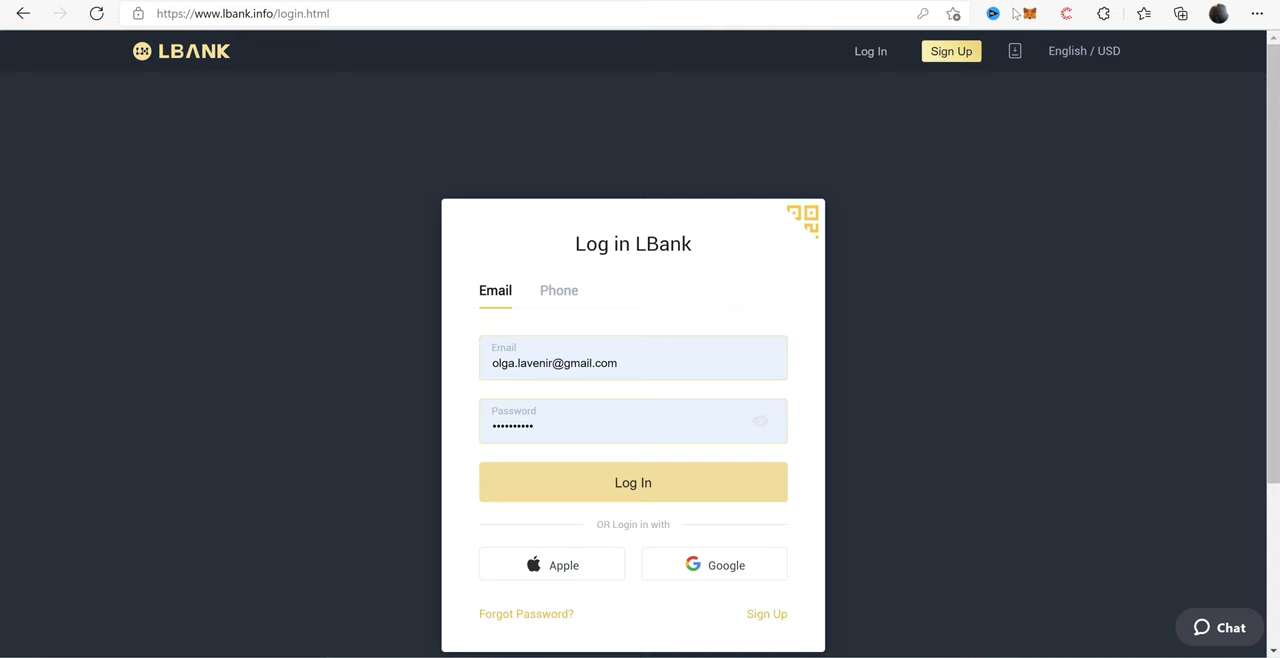 https://www.lbank.info/login.html
LBANK
Log In
Sign Up
English / USD
Log in LBank
Email
Phone
Email
olga.lavenir@gmail.com
Password
••••••••••
Log In
OR Login in with
Apple
Google
Forgot Password?
Sign Up
Chat